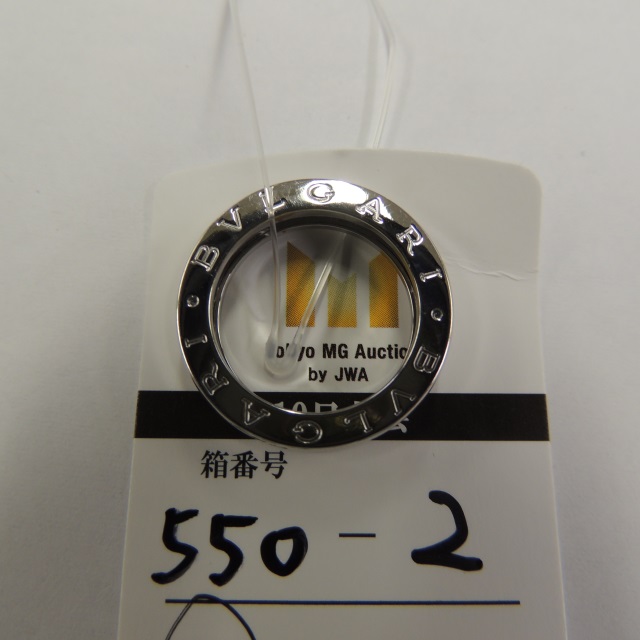 BVLGARI • BVLGARI •
Tokyo MG Auction
by JWA
箱番号
550-2